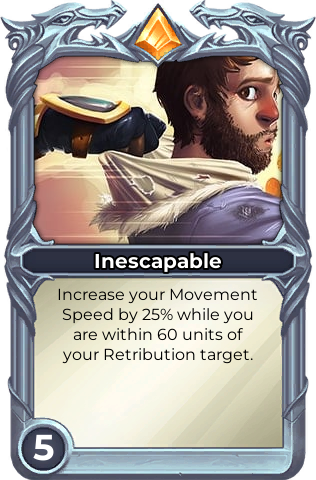 Inescapable
Increase your Movement
Speed by 25% while you
are within 60 units of
your Retribution target.
5